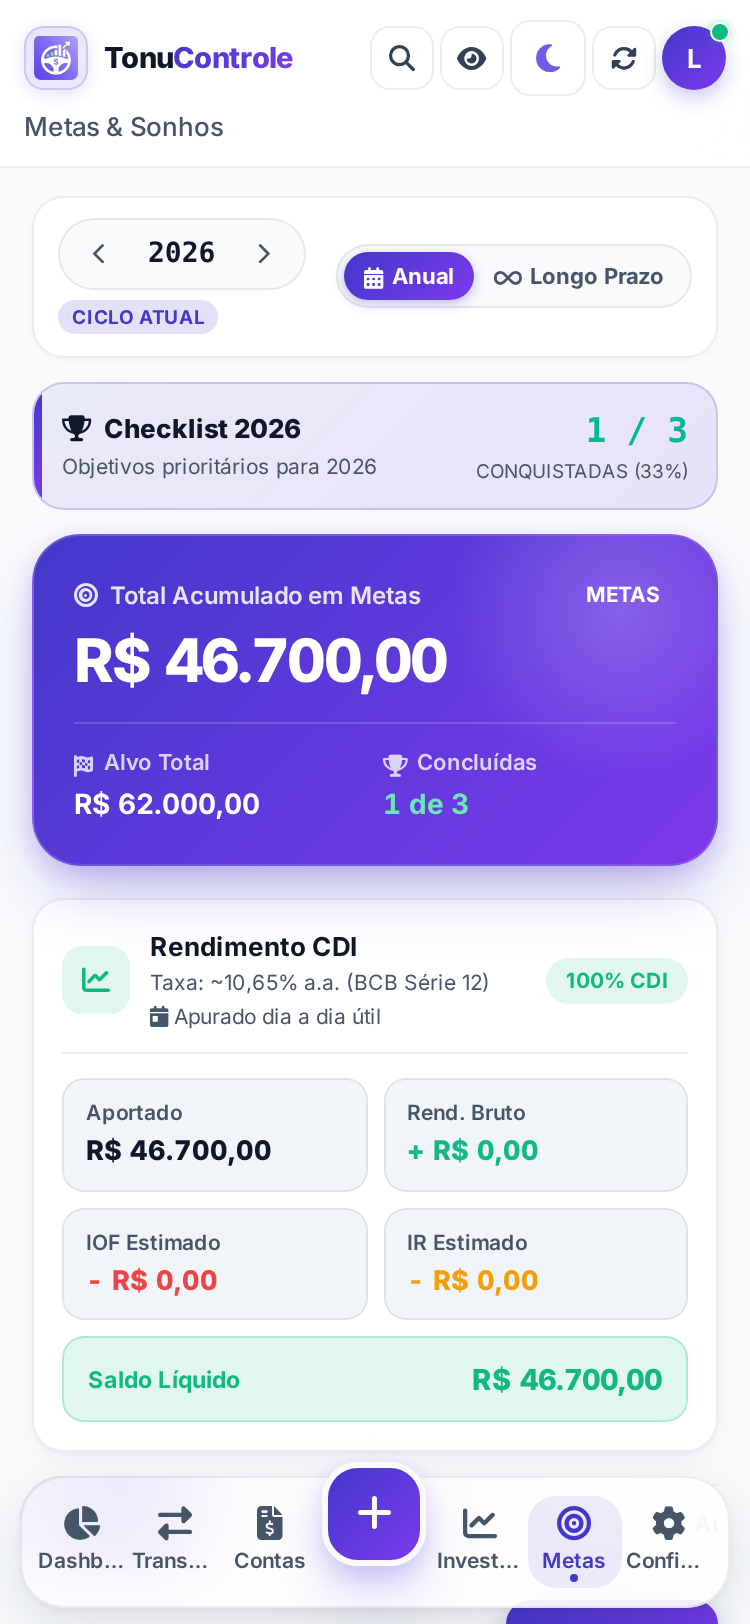 TonuControle
L
Metas & Sonhos
2026
CICLO ATUAL
Anual
Longo Prazo
Checklist 2026
Objetivos prioritários para 2026
1 / 3
CONQUISTADAS (33%)
Total Acumulado em Metas
METAS
R$ 46.700,00
Alvo Total
R$ 62.000,00
Concluídas
1 de 3
Rendimento CDI
Taxa: ~10,65% a.a. (BCB Série 12)
Apurado dia a dia útil
100% CDI
Aportado
R$ 46.700,00
Rend. Bruto
+ R$ 0,00
IOF Estimado
- R$ 0,00
IR Estimado
- R$ 0,00
Saldo Líquido
R$ 46.700,00
Dashb...
Trans...
Contas
Invest...
Metas
Confi...